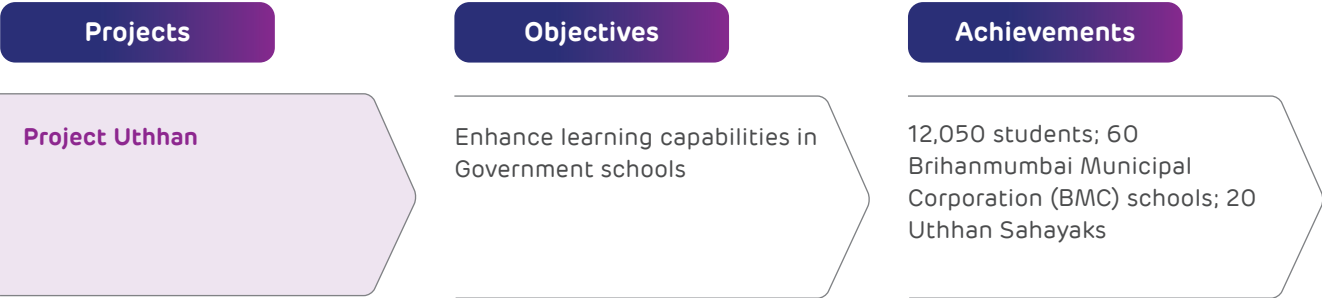 Projects
Objectives
Achievements
Project Uthhan
Enhance learning capabilities in
Government schools
12,050 students; 60
Brihanmumbai Municipal
Corporation (BMC) schools; 20
Uthhan Sahayaks